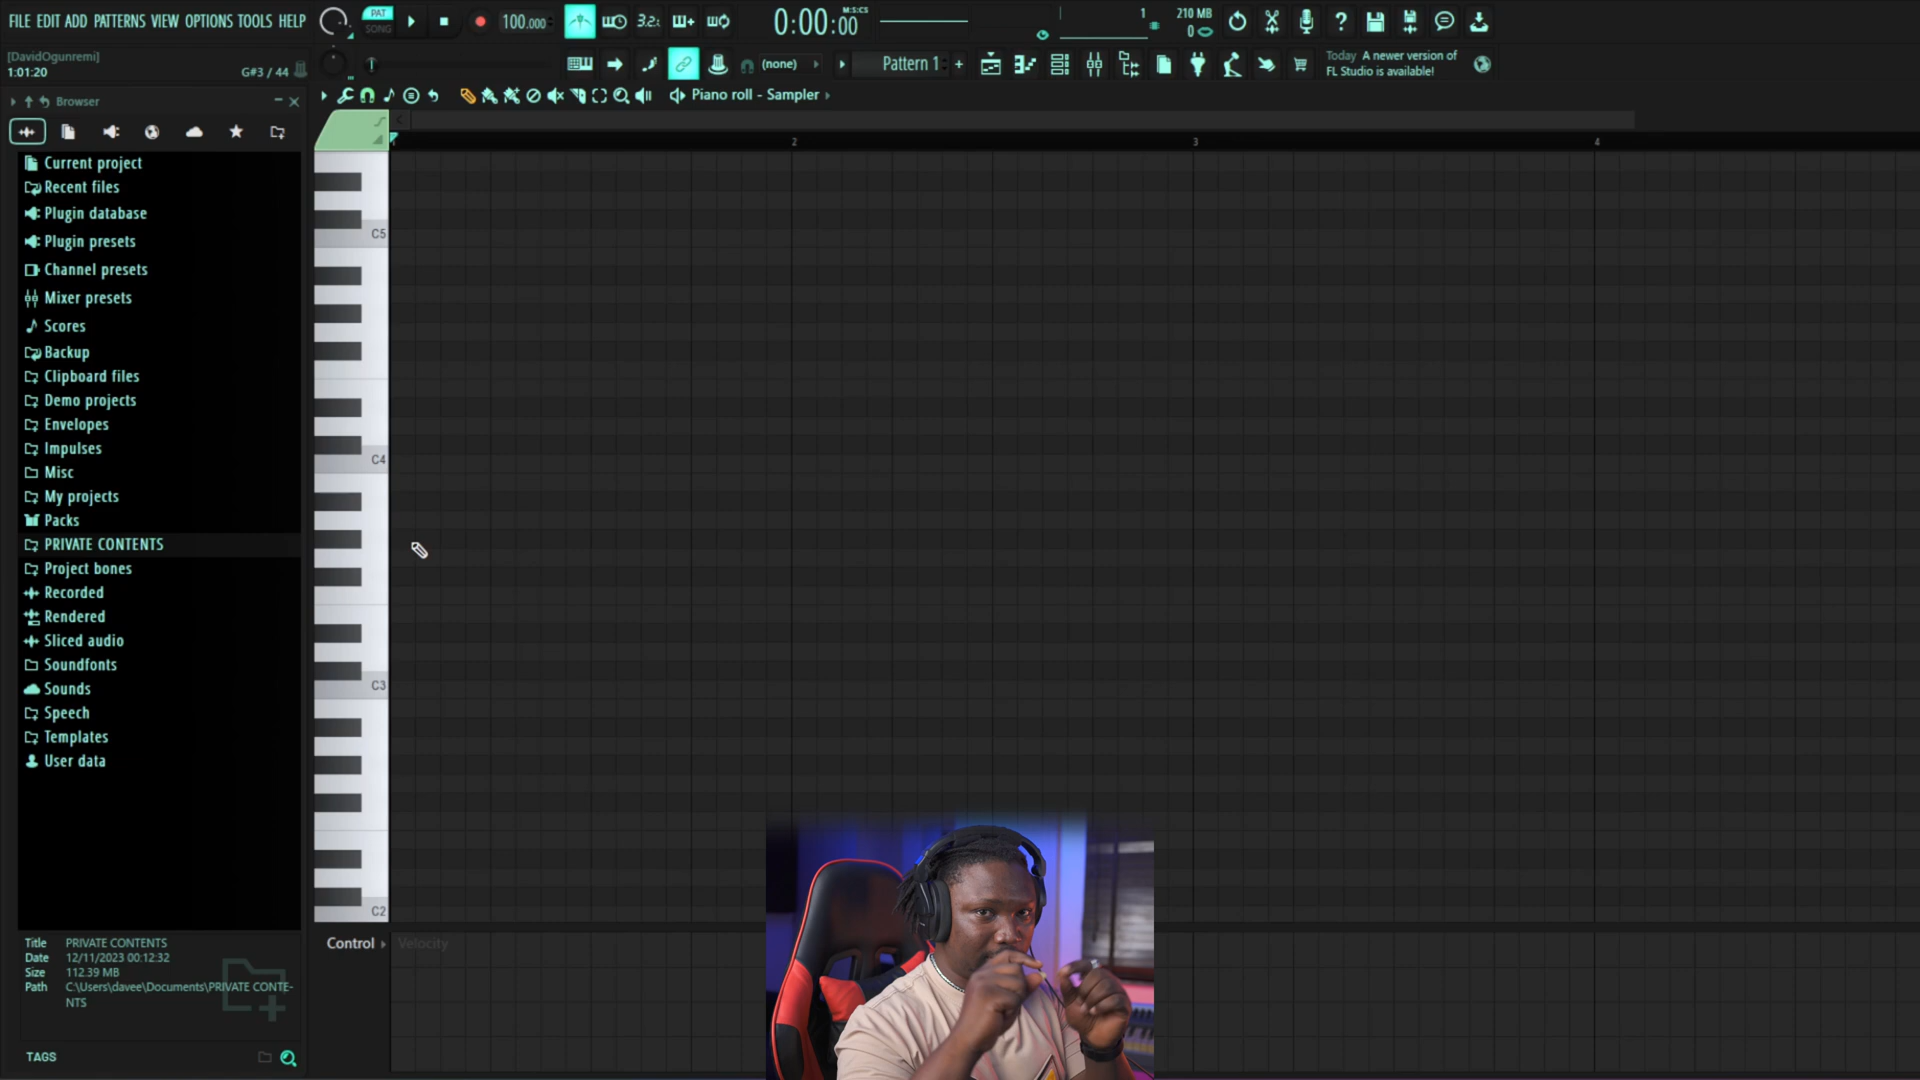 FILE EDIT ADD PATTERNS VIEW OPTIONS TOOLS HELP
PAT
SONG
100.000
3.2.
0:00:00
M:S:CS
1
210 MB
0
[DavidOgunremi]
1:01:20
G#3 / 44
(none)
Pattern 1
Today A newer version of
FL Studio is available!
Browser
Piano roll - Sampler
1
2
3
4
Current project
Recent files
Plugin database
Plugin presets
Channel presets
Mixer presets
Scores
Backup
Clipboard files
Demo projects
Envelopes
Impulses
Misc
My projects
Packs
PRIVATE CONTENTS
Project bones
Recorded
Rendered
Sliced audio
Soundfonts
Sounds
Speech
Templates
User data
C5
C4
C3
C2
Control
Velocity
Title PRIVATE CONTENTS
Date 12/11/2023 00:12:32
Size 112.39 MB
Path C:\Users\davee\Documents\PRIVATE CONTE-
NTS
TAGS